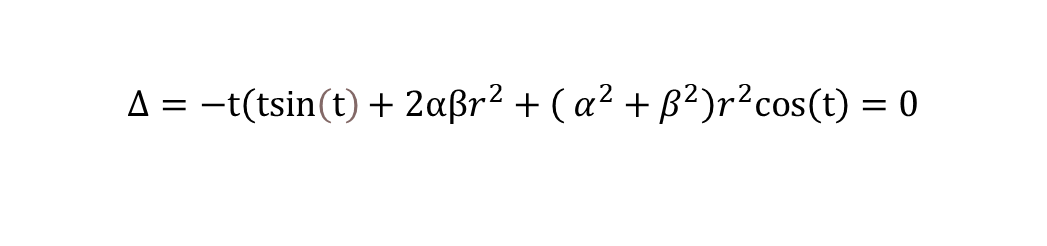 Δ = −t(tsin(t) + 2αβr² + ( α² + β²)r²cos(t) = 0